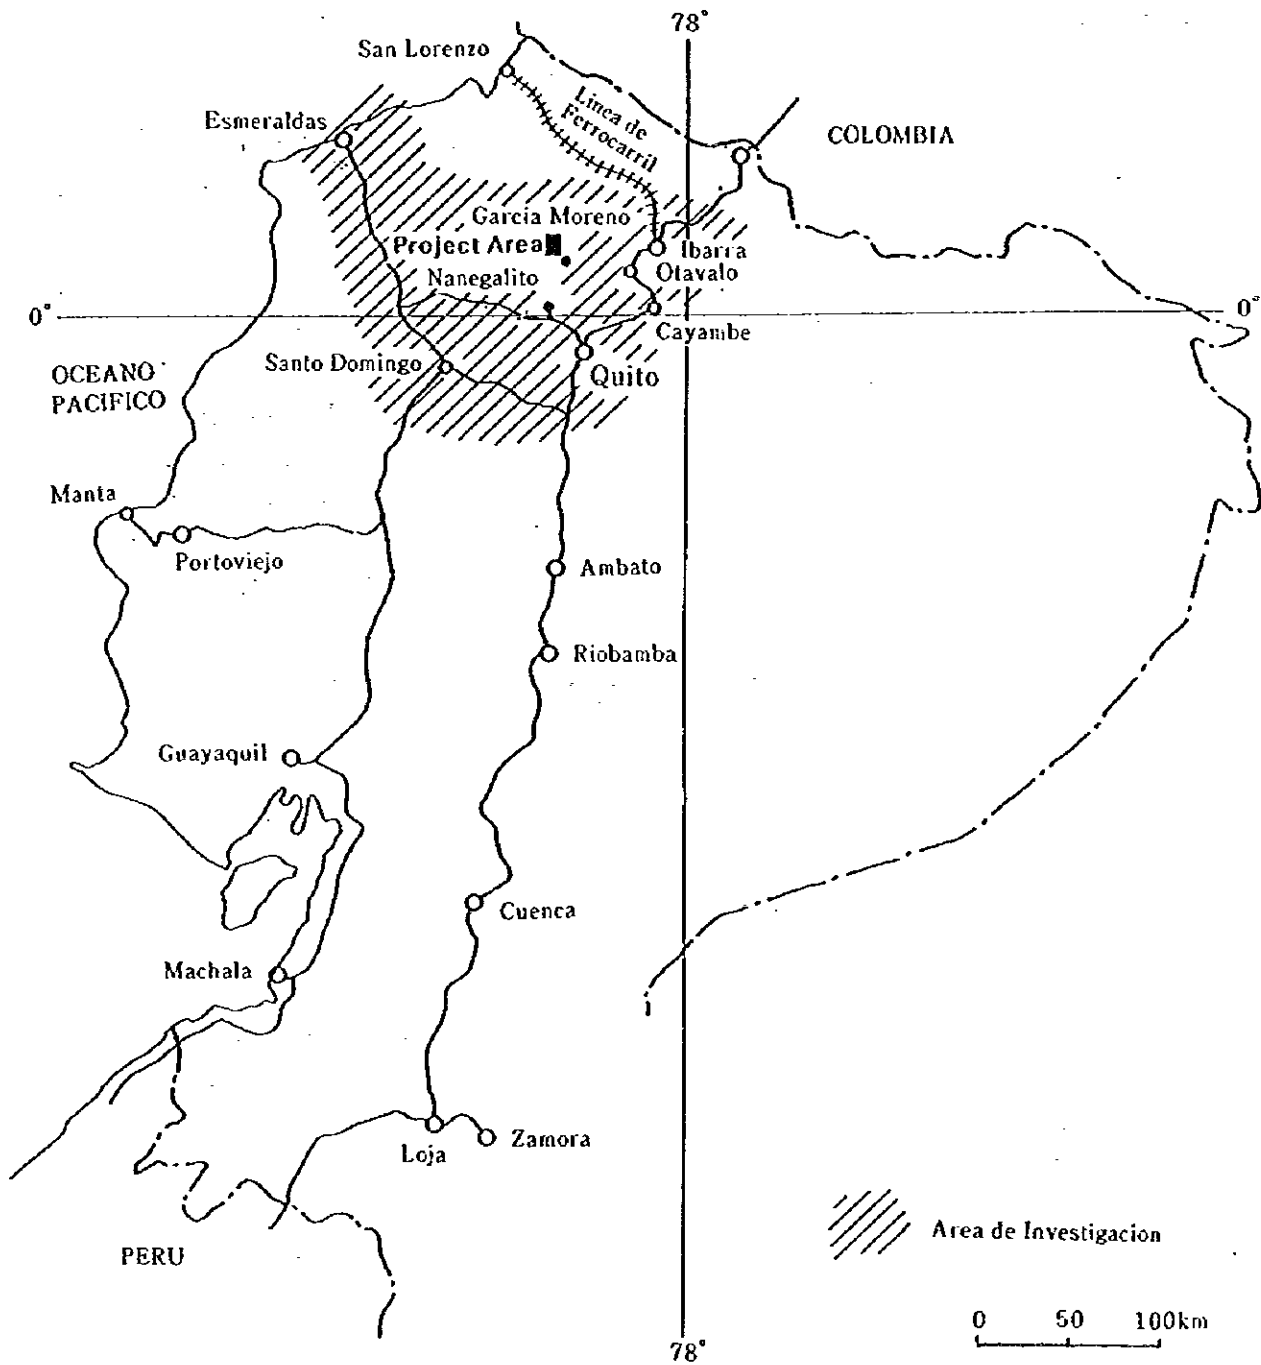 78°
San Lorenzo
Linea de
Ferrocarril
Esmeraldas
COLOMBIA
García Moreno
Project Area
Ibarra
Otavalo
Nanegalito
0°
0°
Cayambe
Santo Domingo
Quito
OCEANO
PACIFICO
Manta
Portoviejo
Ambato
Riobamba
Guayaquil
Cuenca
Machala
Loja
Zamora
PERU
Area de Investigacion
0 50 100km
78°